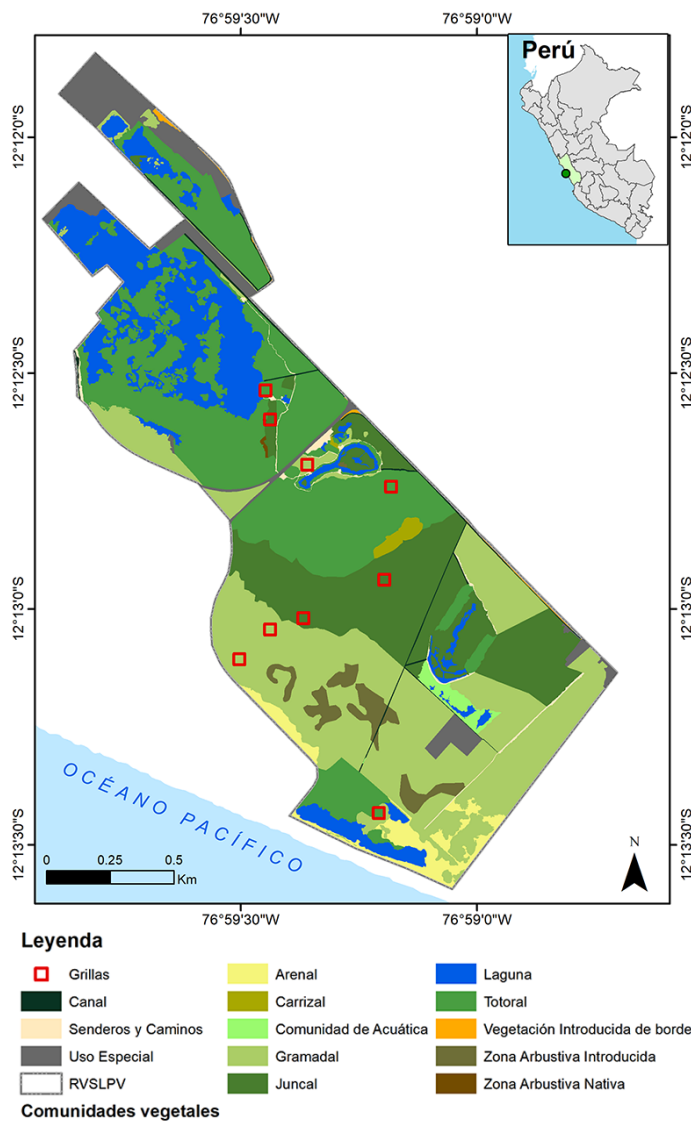 76°59'30"W
76°59'0"W
Perú
12°12'0"S
12°12'0"S
12°12'30"S
12°12'30"S
12°13'0"S
12°13'0"S
12°13'30"S
12°13'30"S
OCÉANO PACÍFICO
N
0
0.25
0.5
Km
76°59'30"W
76°59'0"W
Leyenda
Grillas
Arenal
Laguna
Canal
Carrizal
Totoral
Senderos y Caminos
Comunidad de Acuática
Vegetación Introducida de borde
Uso Especial
Gramadal
Zona Arbustiva Introducida
RVSLPV
Juncal
Zona Arbustiva Nativa
Comunidades vegetales